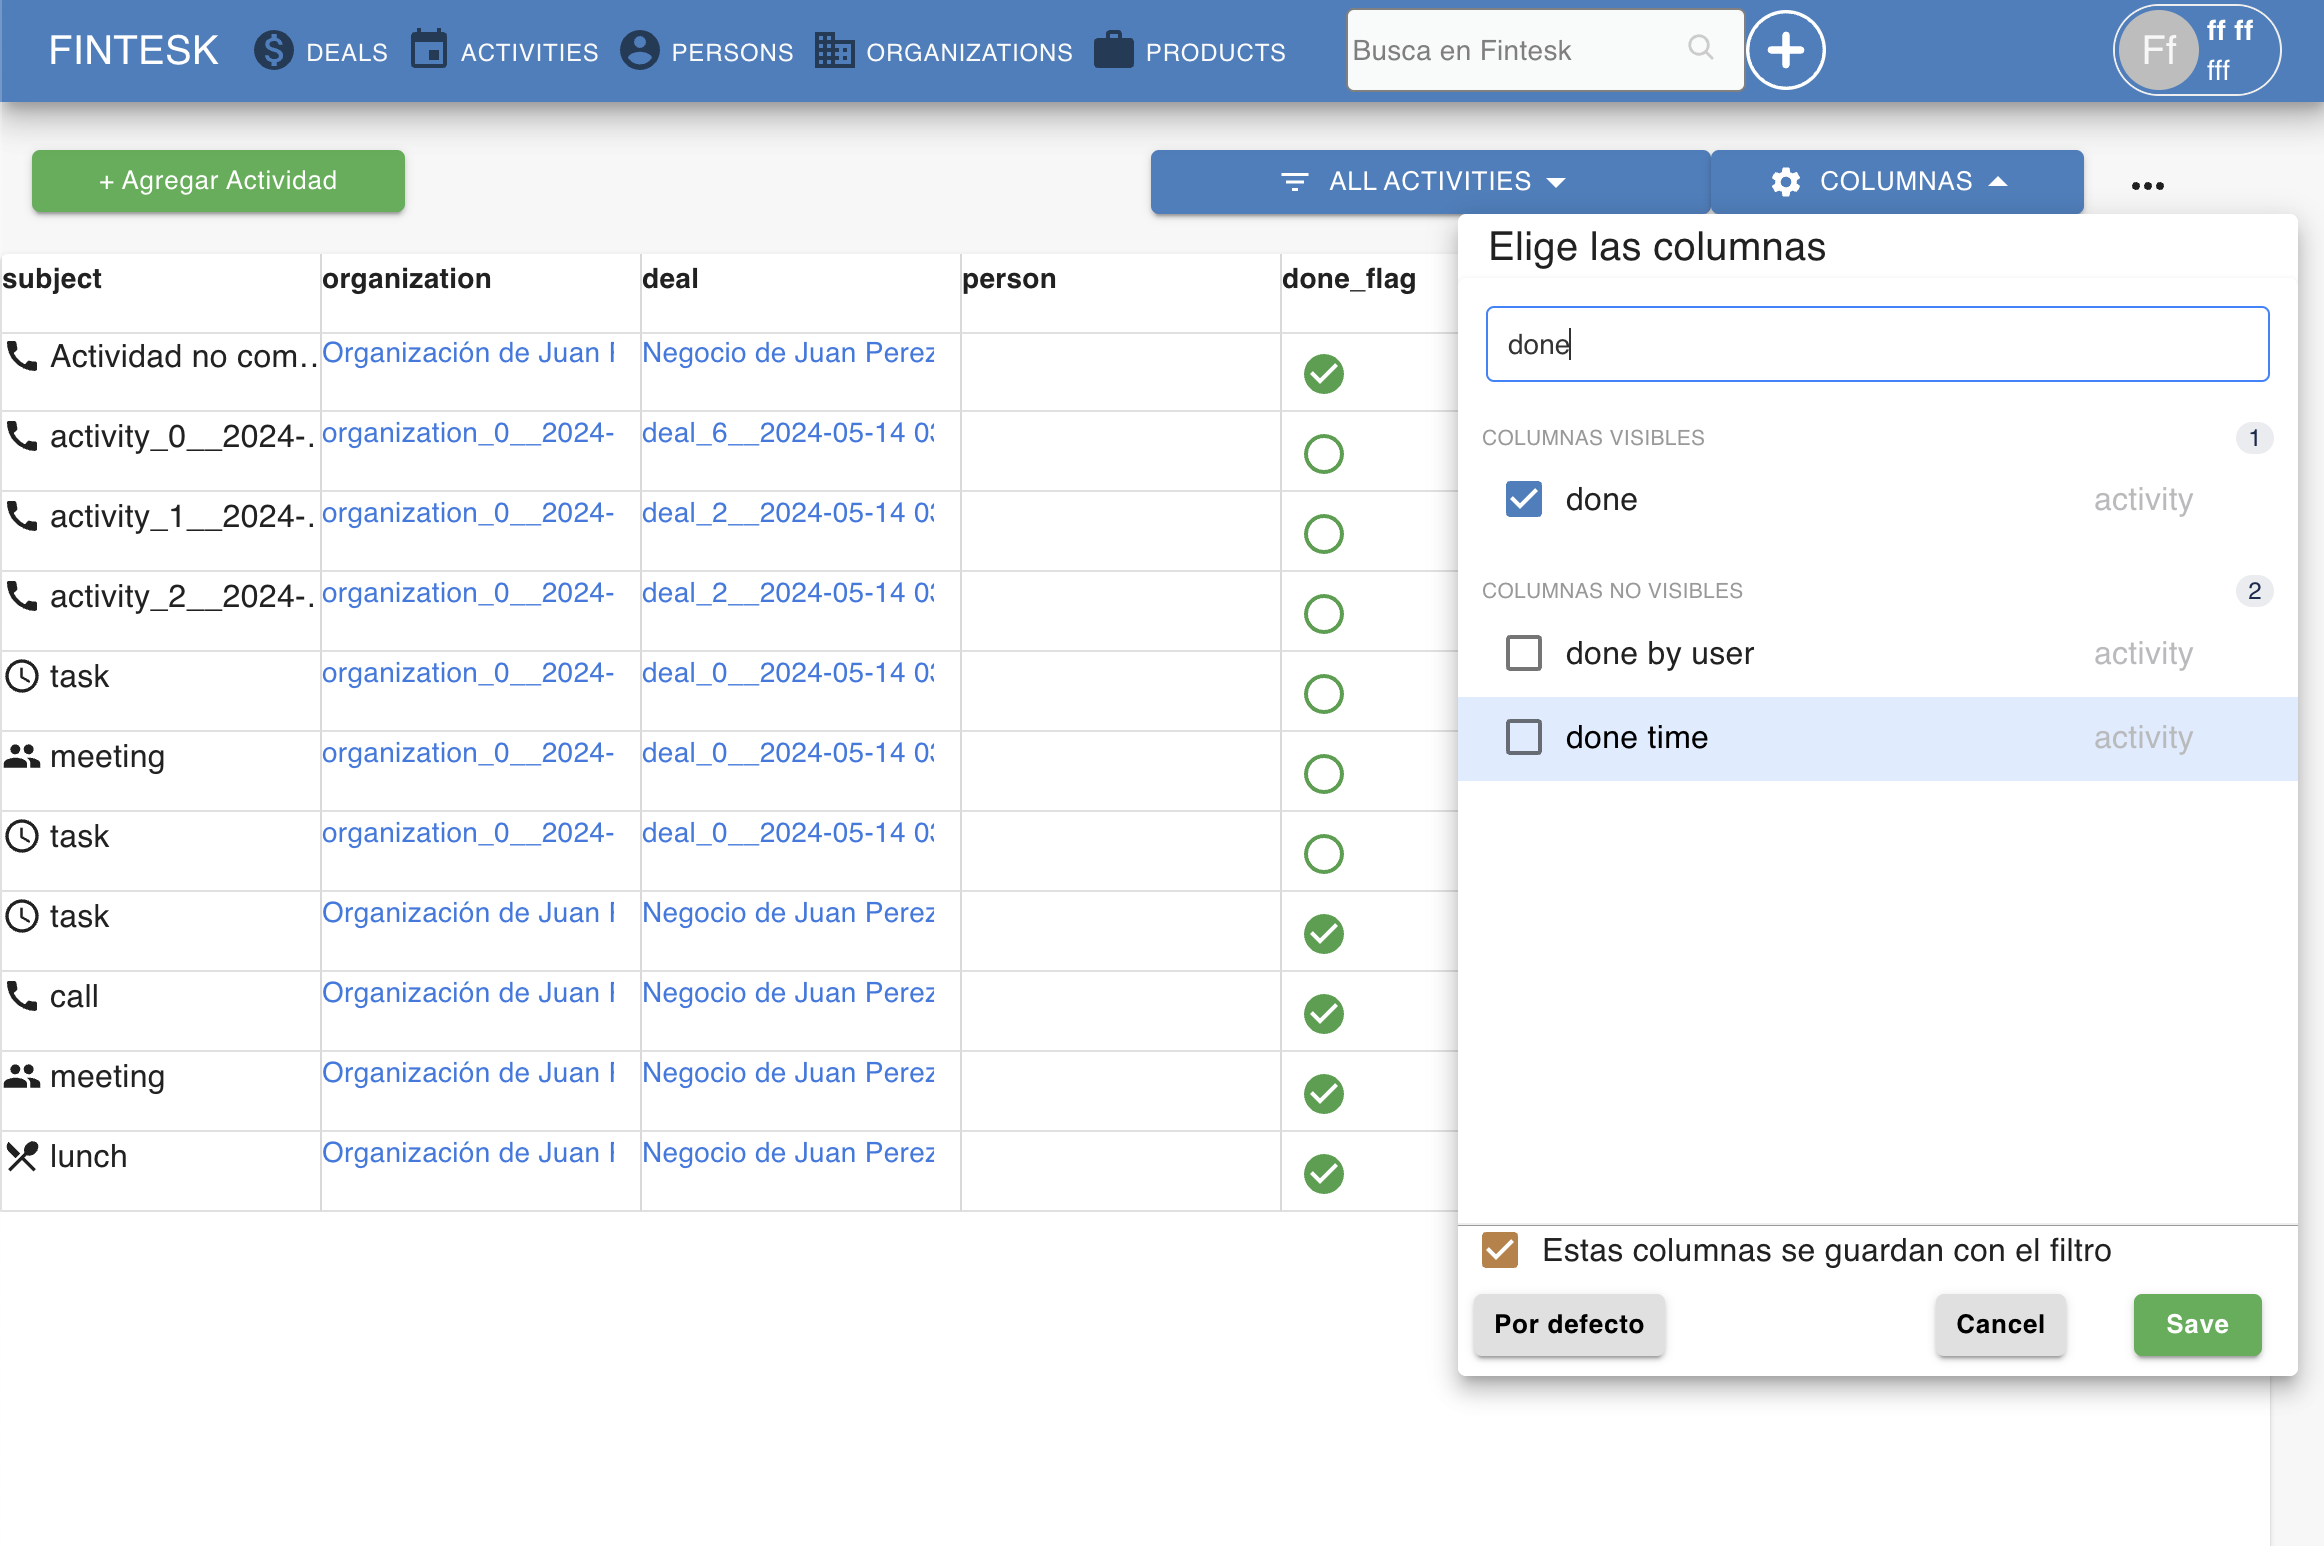 FINTESK DEALS ACTIVITIES PERSONS ORGANIZATIONS PRODUCTS Busca en Fintesk Ff ff ff
fff
+ Agregar Actividad ALL ACTIVITIES COLUMNAS
Elige las columnas
subject organization deal person done_flag
done
Actividad no com... Organización de Juan Negocio de Juan Perez
COLUMNAS VISIBLES 1
activity_0__2024-. organization_0__2024- deal_6__2024-05-14
done activity
activity_1__2024-. organization_0__2024- deal_2__2024-05-14
COLUMNAS NO VISIBLES 2
activity_2__2024-. organization_0__2024- deal_2__2024-05-14
done by user activity
task organization_0__2024- deal_0__2024-05-14
done time activity
meeting organization_0__2024- deal_0__2024-05-14
task organization_0__2024- deal_0__2024-05-14
task Organización de Juan Negocio de Juan Perez
call Organización de Juan Negocio de Juan Perez
meeting Organización de Juan Negocio de Juan Perez
lunch Organización de Juan Negocio de Juan Perez
Estas columnas se guardan con el filtro
Por defecto Cancel Save